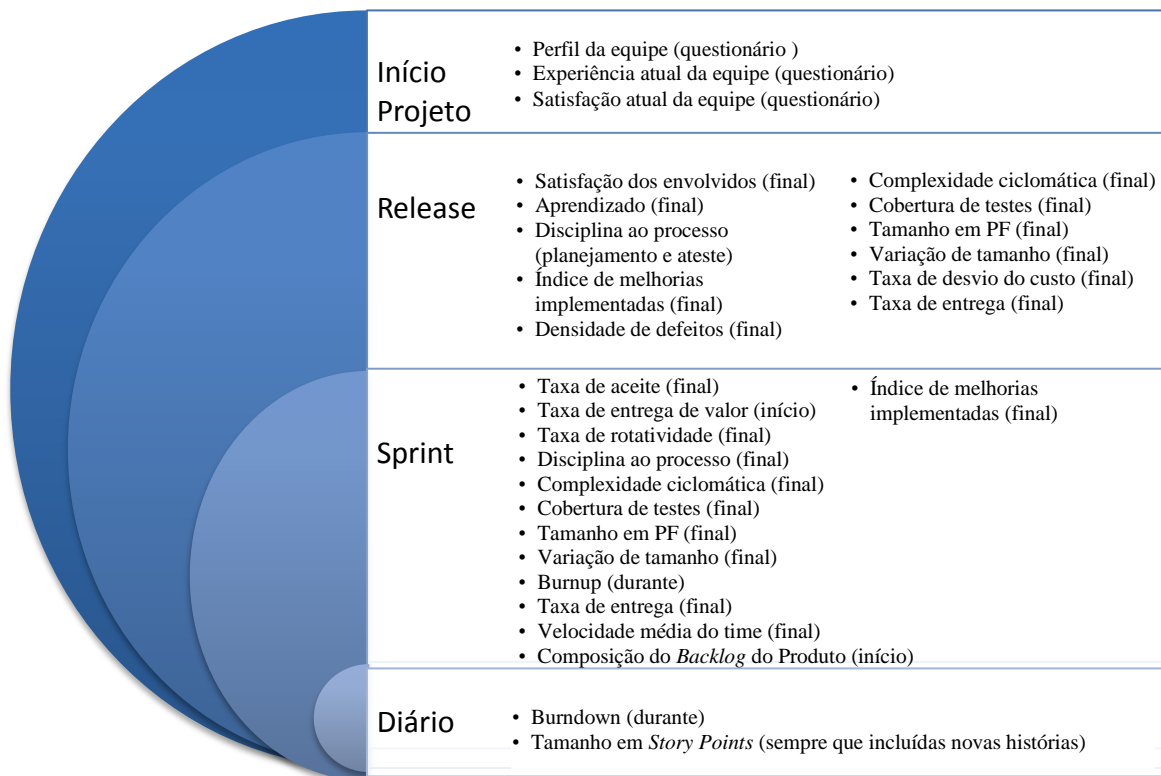 Início
Projeto
• Perfil da equipe (questionário )
• Experiência atual da equipe (questionário)
• Satisfação atual da equipe (questionário)
Release
• Satisfação dos envolvidos (final)
• Aprendizado (final)
• Disciplina ao processo
(planejamento e ateste)
• Índice de melhorias
implementadas (final)
• Densidade de defeitos (final)
• Complexidade ciclomática (final)
• Cobertura de testes (final)
• Tamanho em PF (final)
• Variação de tamanho (final)
• Taxa de desvio do custo (final)
• Taxa de entrega (final)
Sprint
• Taxa de aceite (final)
• Taxa de entrega de valor (início)
• Taxa de rotatividade (final)
• Disciplina ao processo (final)
• Complexidade ciclomática (final)
• Cobertura de testes (final)
• Tamanho em PF (final)
• Variação de tamanho (final)
• Burnup (durante)
• Taxa de entrega (final)
• Velocidade média do time (final)
• Composição do Backlog do Produto (início)
• Índice de melhorias
implementadas (final)
Diário
• Burndown (durante)
• Tamanho em Story Points (sempre que incluídas novas histórias)